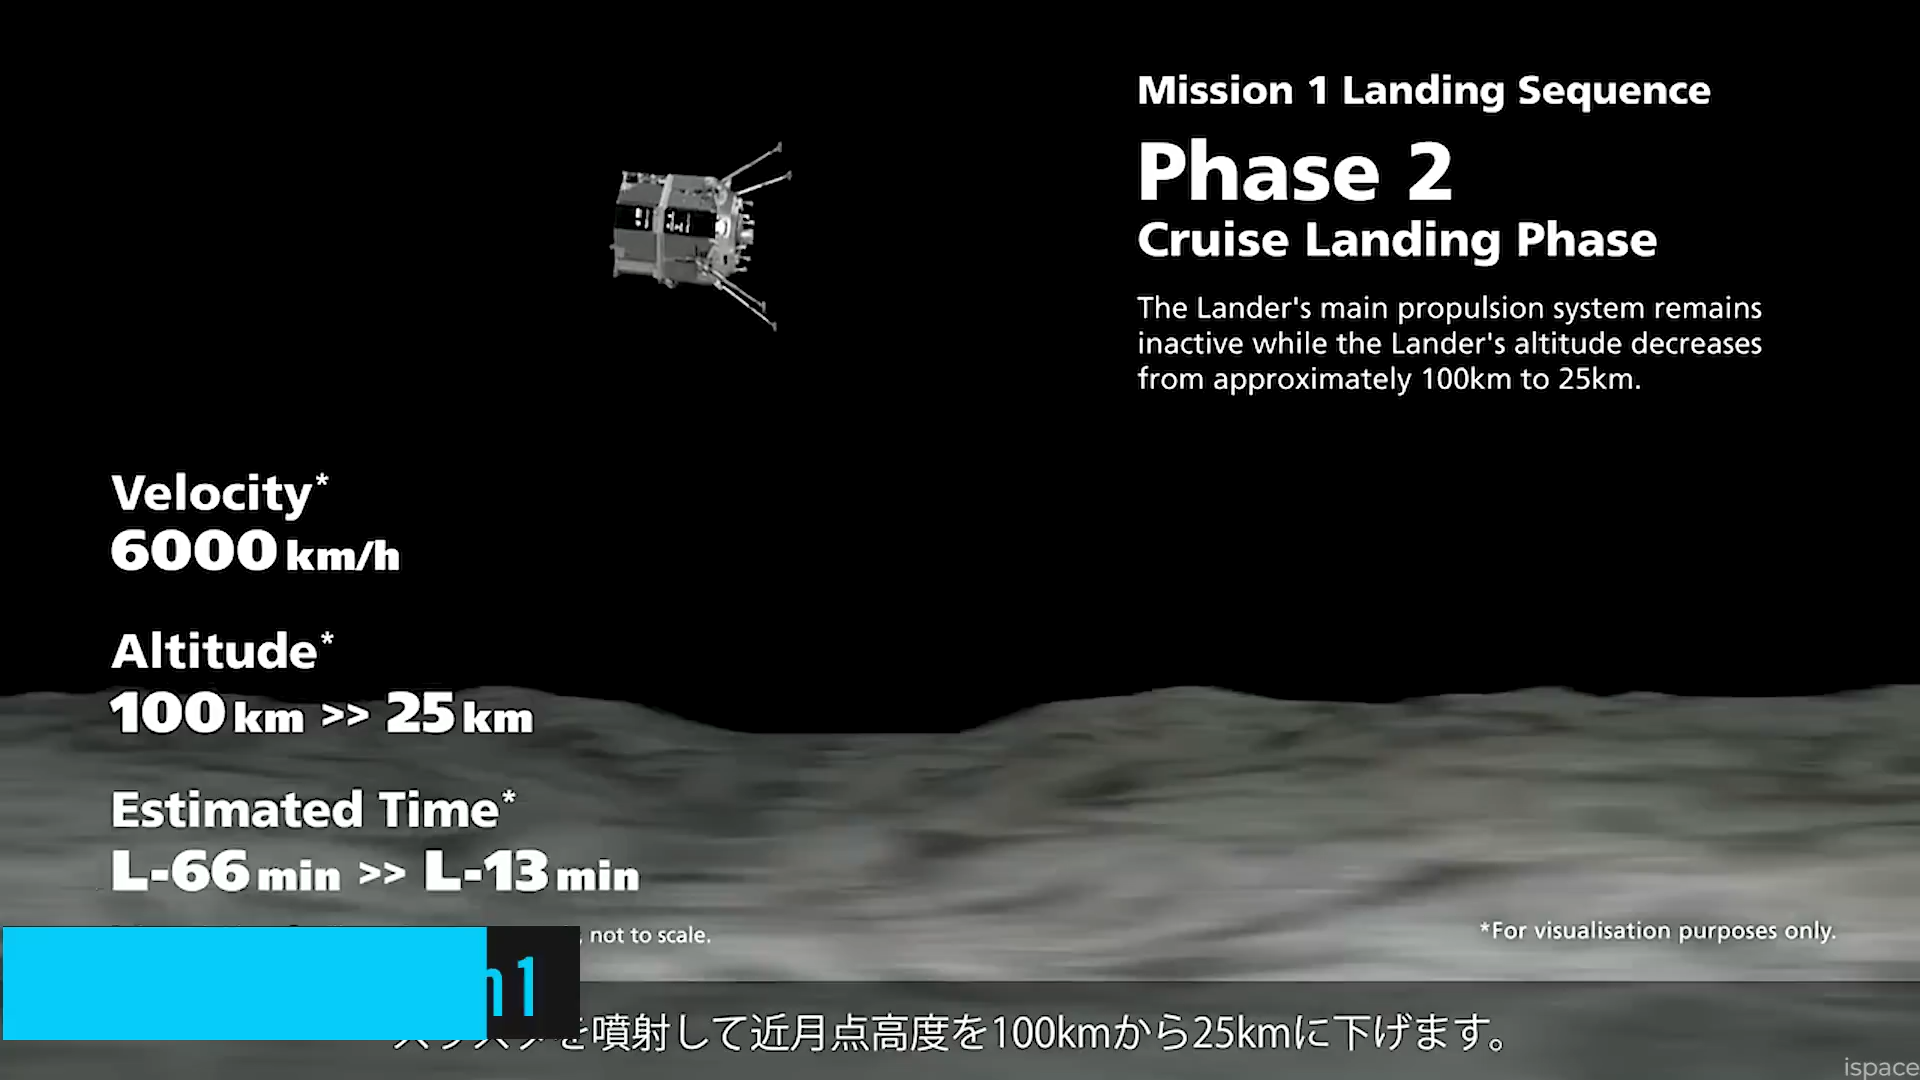 Mission 1 Landing Sequence
Phase 2
Cruise Landing Phase
The Lander's main propulsion system remains
inactive while the Lander's altitude decreases
from approximately 100km to 25km.
Velocity*
6000 km/h
Altitude*
100 km >> 25 km
Estimated Time*
L-66 min >> L-13 min
not to scale.
*For visualisation purposes only.
n 1
を噴射して近月点高度を100kmから25kmに下げます。
ispace